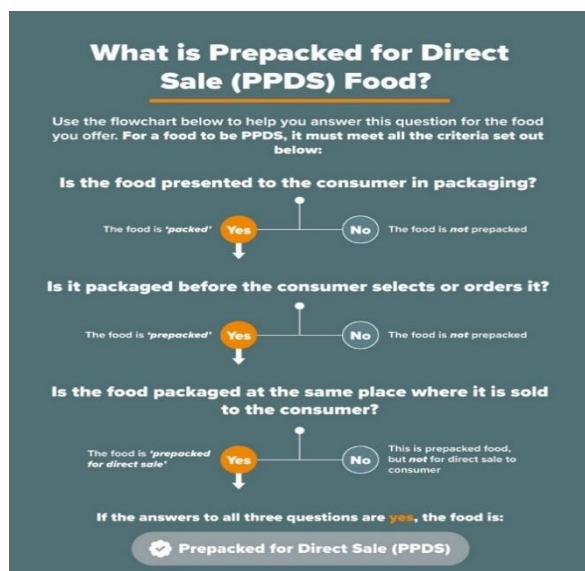 What is Prepacked for Direct
Sale (PPDS) Food?
Use the flowchart below to help you answer this question for the food
you offer. For a food to be PPDS, it must meet all the criteria set out
below:
Is the food presented to the consumer in packaging?
The food is ‘packed’ Yes No The food is not prepacked
Is it packaged before the consumer selects or orders it?
The food is ‘prepacked’ Yes No The food is not prepacked
Is the food packaged at the same place where it is sold
to the consumer?
The food is ‘prepacked
for direct sale’
Yes
No
This is prepacked food,
but not for direct sale to
consumer
If the answers to all three questions are yes, the food is:
Prepacked for Direct Sale (PPDS)